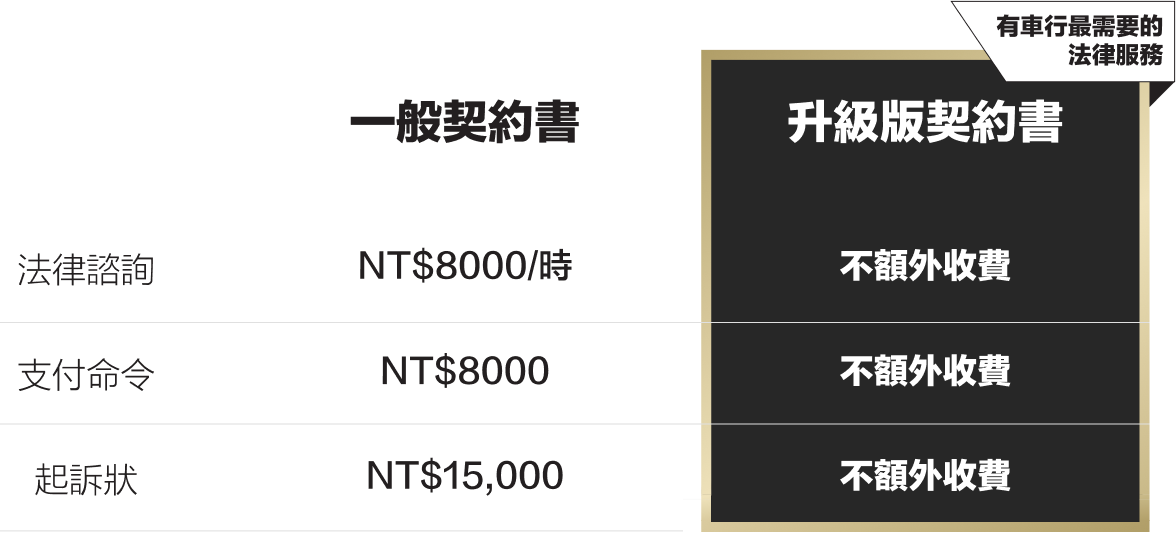 有車行最需要的
法律服務
一般契約書
升級版契約書
法律諮詢
NT$8000/時
不額外收費
支付命令
NT$8000
不額外收費
起訴狀
NT$15,000
不額外收費